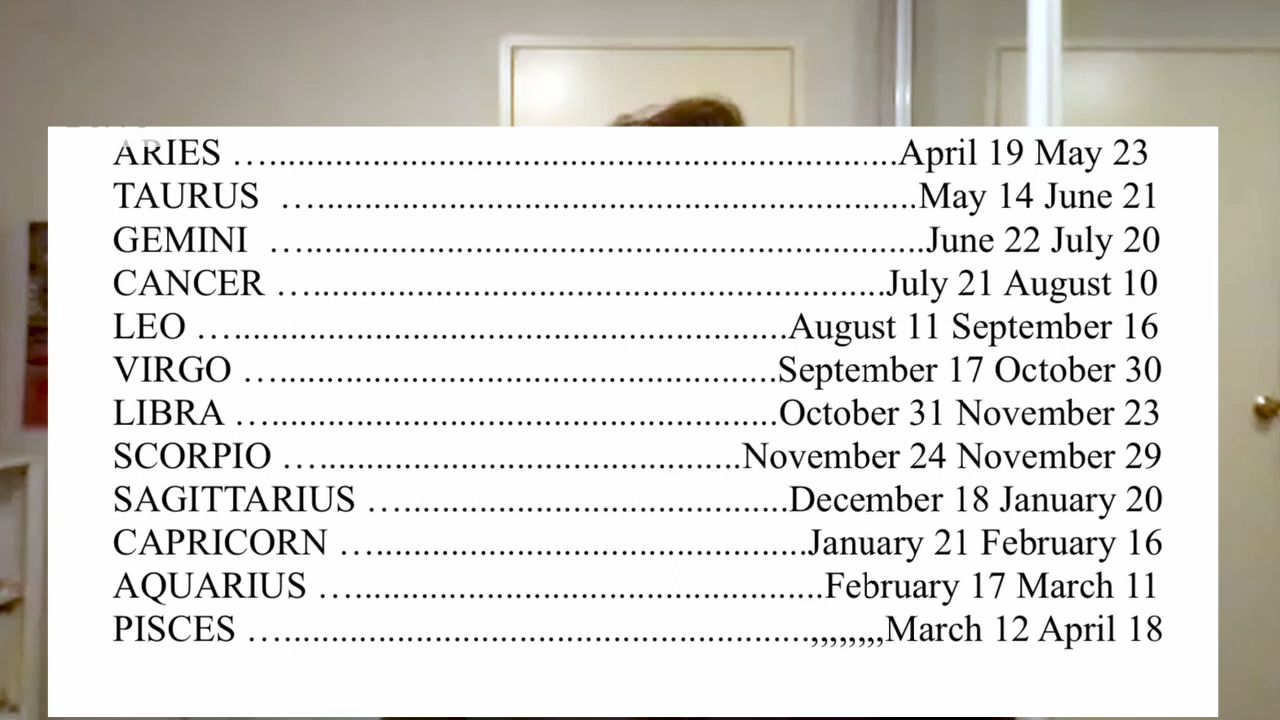 ARIES …......................................................................April 19 May 23
TAURUS …..................................................................May 14 June 21
GEMINI …....................................................................June 22 July 20
CANCER ….................................................................July 21 August 10
LEO ….................................................................August 11 September 16
VIRGO …........................................................September 17 October 30
LIBRA ….........................................................October 31 November 23
SCORPIO …...............................................November 24 November 29
SAGITTARIUS …..............................................December 18 January 20
CAPRICORN …................................................January 21 February 16
AQUARIUS …....................................................February 17 March 11
PISCES …..........................................................,,,,,,,,March 12 April 18